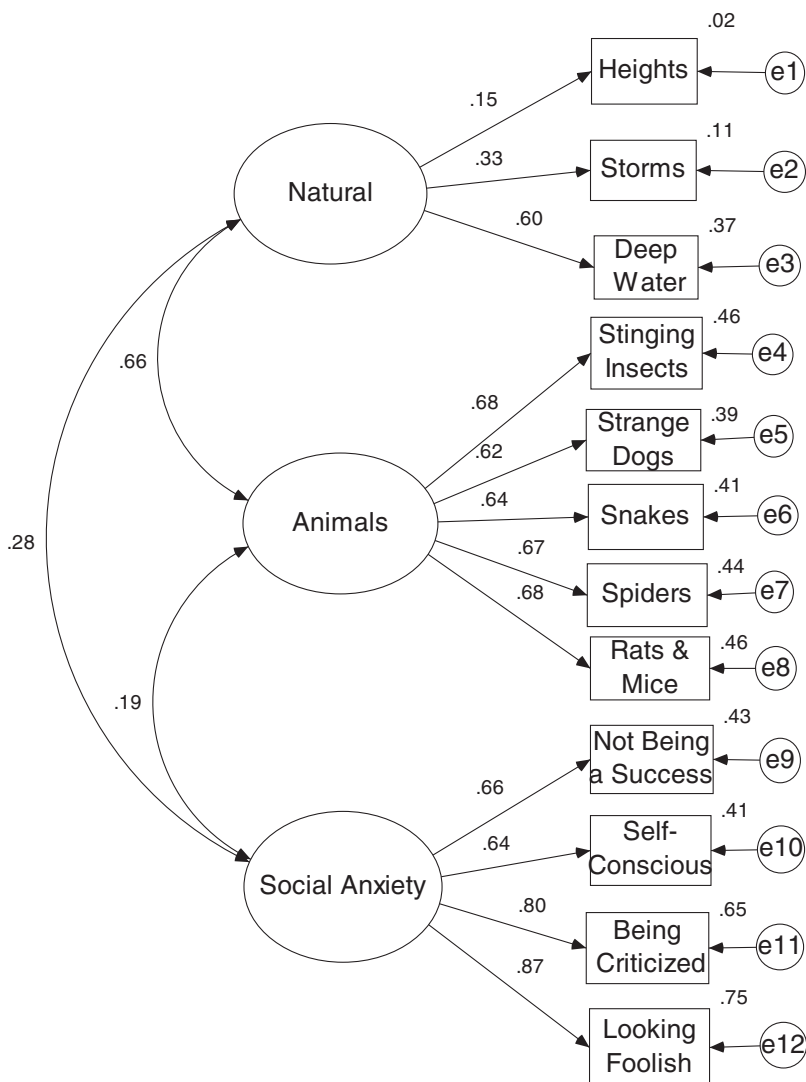 .02
Heights
e1
.15
.11
Storms
e2
.33
Natural
.37
Deep
Water
e3
.60
.46
Stinging
Insects
e4
.66
.68
.39
Strange
Dogs
e5
.62
.41
Snakes
e6
.64
Animals
.28
.67
.44
Spiders
e7
.68
.46
Rats &
Mice
e8
.19
.43
Not Being
a Success
e9
.66
.41
Self-
Conscious
e10
.64
Social Anxiety
.65
Being
Criticized
e11
.80
.87
.75
Looking
Foolish
e12